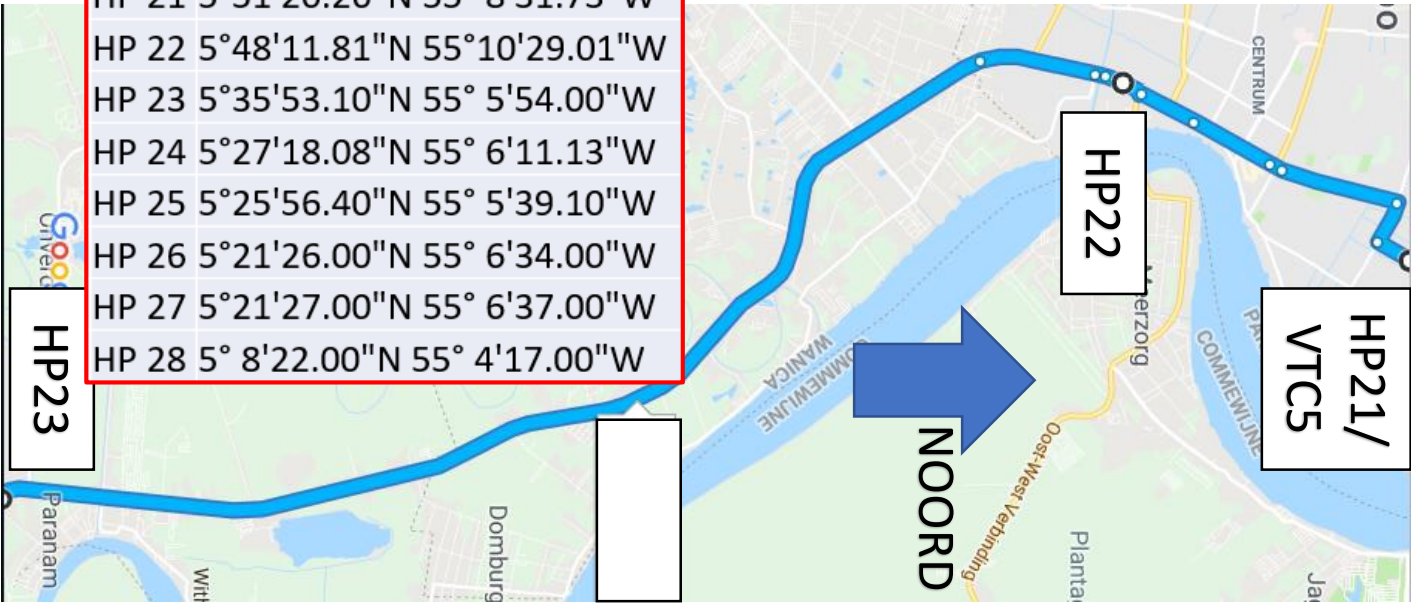 HP 22 5°48'11.81"N 55°10'29.01"W
HP 23 5°35'53.10"N 55° 5'54.00"W
HP 24 5°27'18.08"N 55° 6'11.13"W
HP 25 5°25'56.40"N 55° 5'39.10"W
HP 26 5°21'26.00"N 55° 6'34.00"W
HP 27 5°21'27.00"N 55° 6'37.00"W
HP 28 5° 8'22.00"N 55° 4'17.00"W
HP21/
VTC5
HP22
HP23
NOORD
CENTRUM
COMMEWIJNE
COMMEWIJNE
WANICA
Oost-West Verbinding
Domburg
Paranam